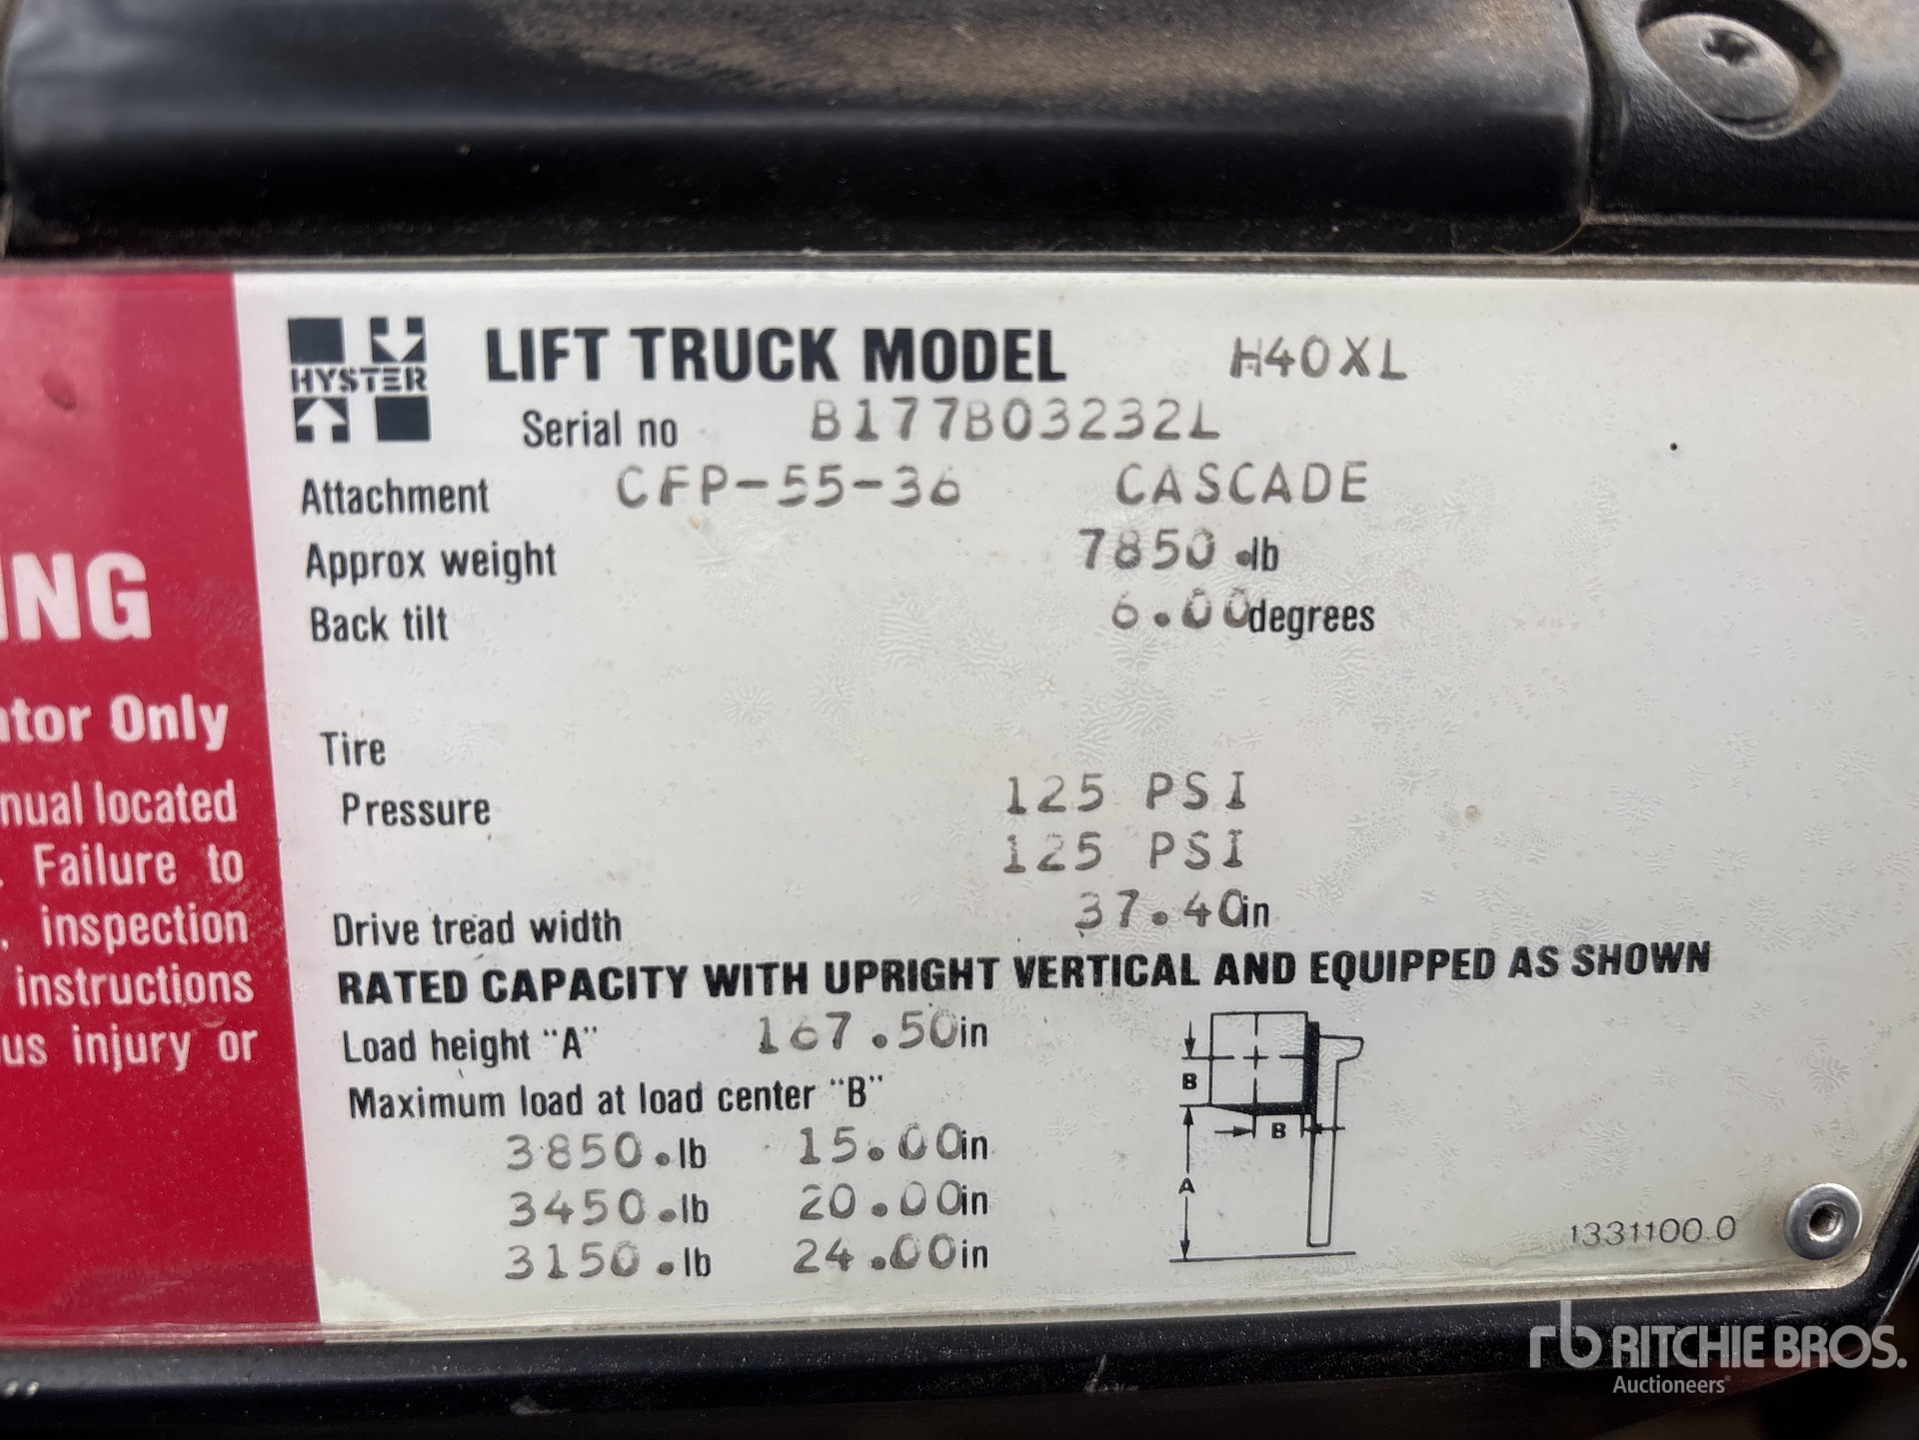 HYSTER
LIFT TRUCK MODEL H40XL
Serial no B177B03232L
Attachment CFP-55-36 CASCADE
Approx weight 7850.lb
Back tilt 6.00degrees
Tire
Pressure 125 PSI
125 PSI
Drive tread width 37.40in
RATED CAPACITY WITH UPRIGHT VERTICAL AND EQUIPPED AS SHOWN
Load height "A" 167.50in
Maximum load at load center "B"
3850.lb 15.00in
3450.lb 20.00in
3150.lb 24.00in
B
B
A
1331100.0
ING
ator Only
nual located
. Failure to
. inspection
instructions
us injury or
rb RITCHIE BROS.
Auctioneers